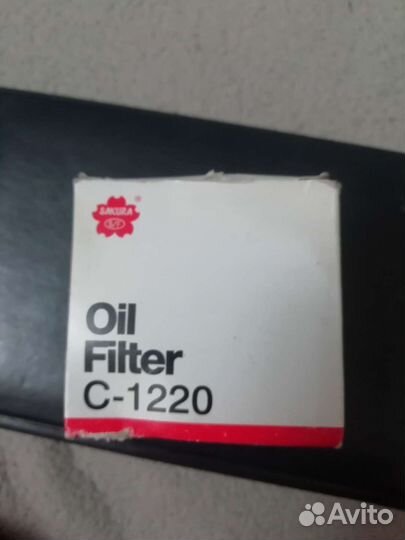 SAKURA
®
Oil
Filter
C-1220
Avito